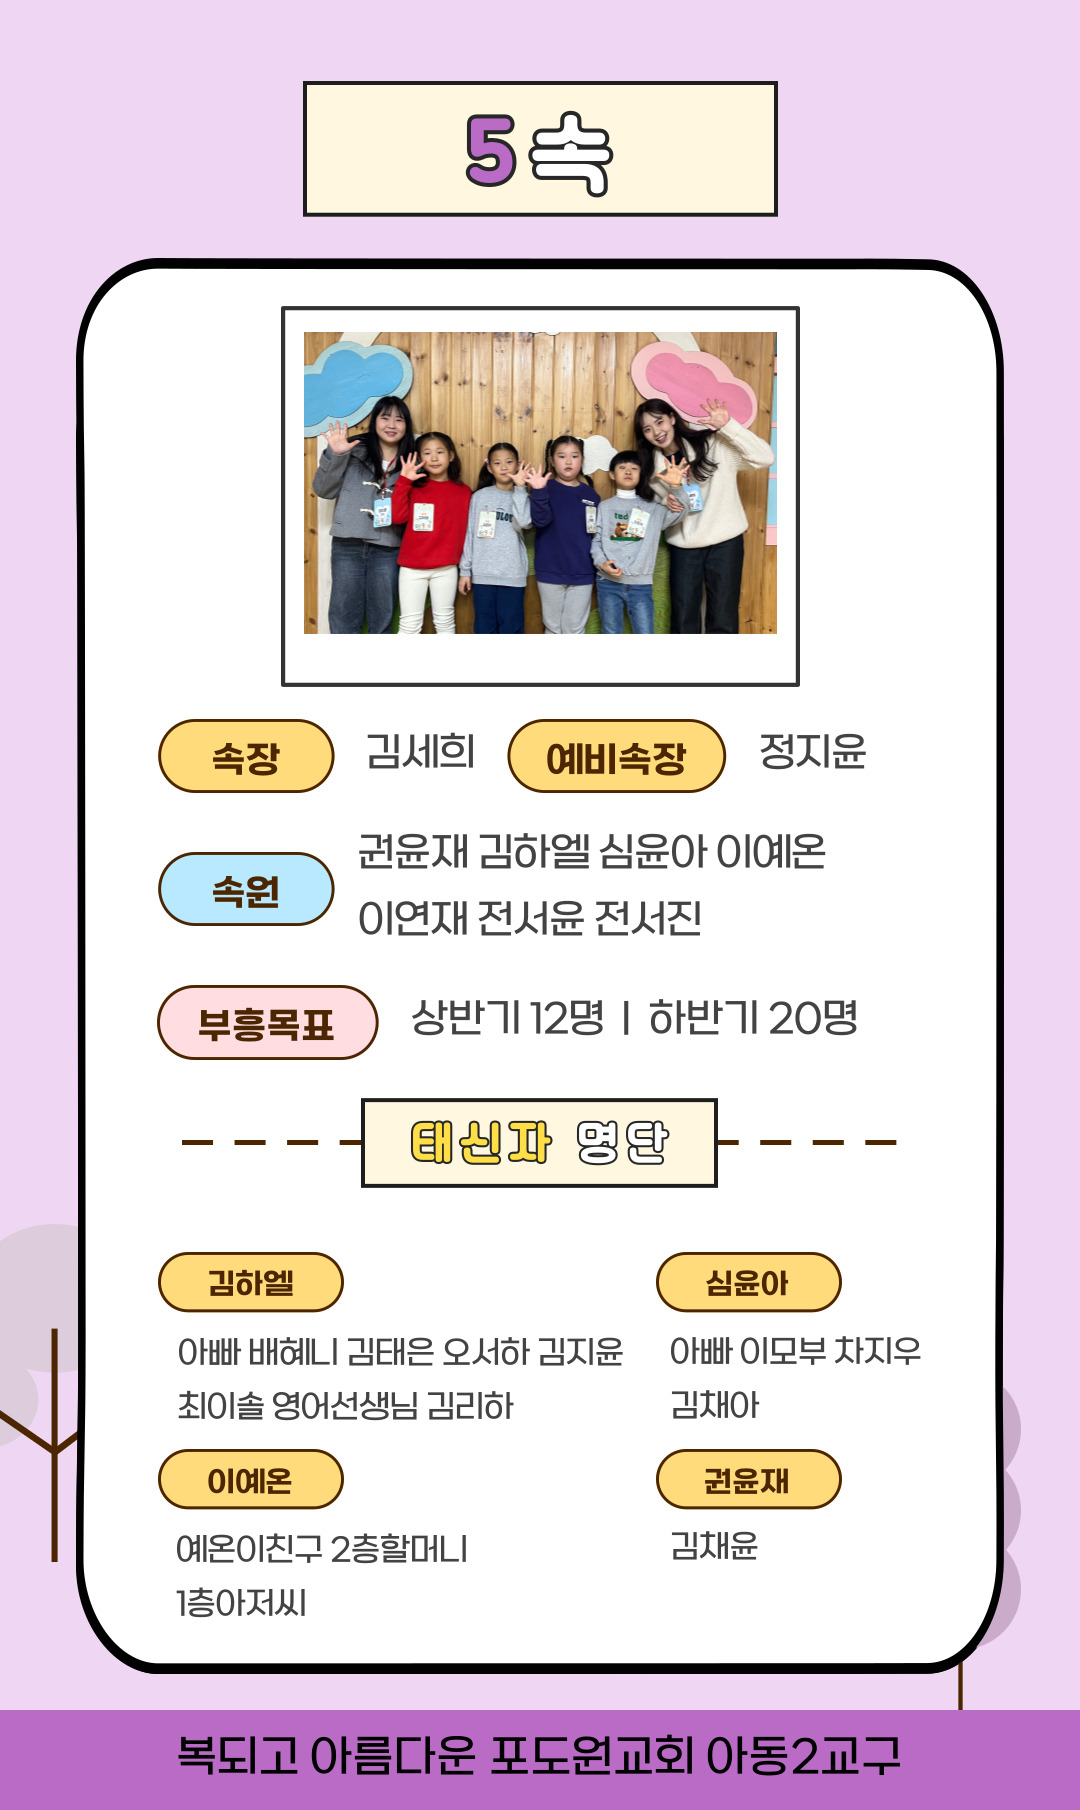 5속
속장 김세희 예비속장 정지윤
속원 권윤재 김하엘 심윤아 이예온
이연재 전서윤 전서진
부흥목표 상반기 12명 | 하반기 20명
태신자 명단
김하엘
아빠 배혜니 김태은 오서하 김지윤
최이솔 영어선생님 김리하
심윤아
아빠 이모부 차지우
김채아
이예온
예온이친구 2층할머니
1층아저씨
권윤재
김채윤
복되고 아름다운 포도원교회 아동2교구